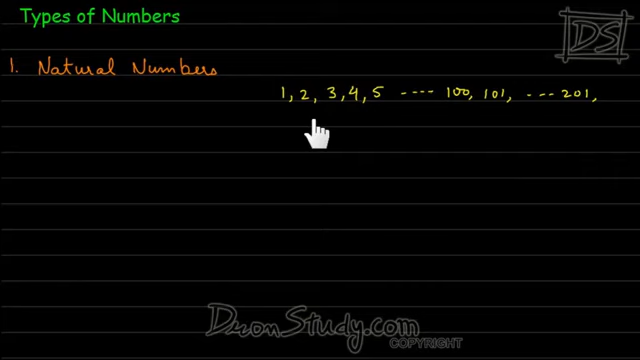 Types of Numbers
DS
1. Natural Numbers
1, 2, 3, 4, 5 ---- 100, 101, ---- 201,
DronStudy.com
COPYRIGHT